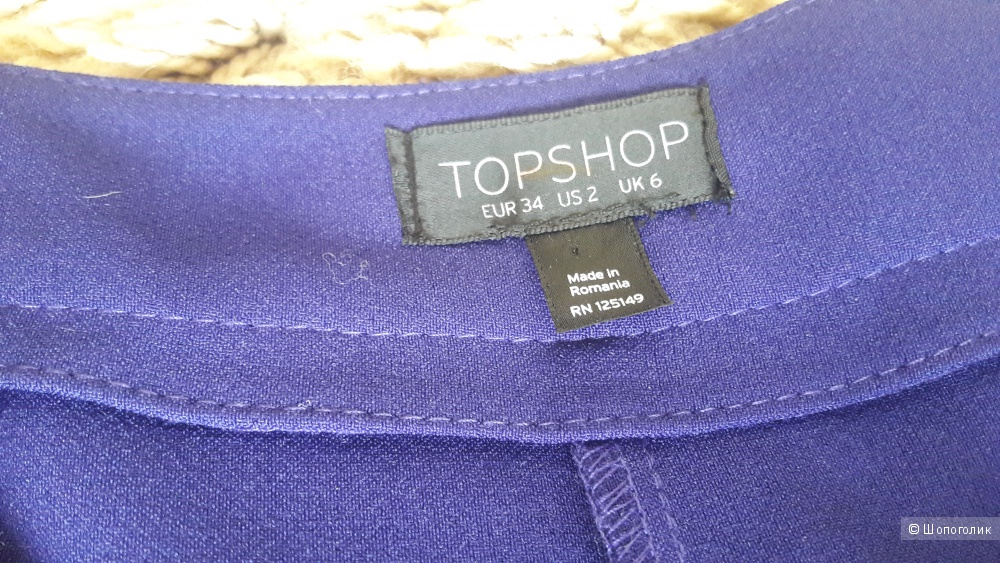 TOPSHOP
EUR 34 US 2 UK 6
Made in
Romania
RN 125149
© Шопоголик